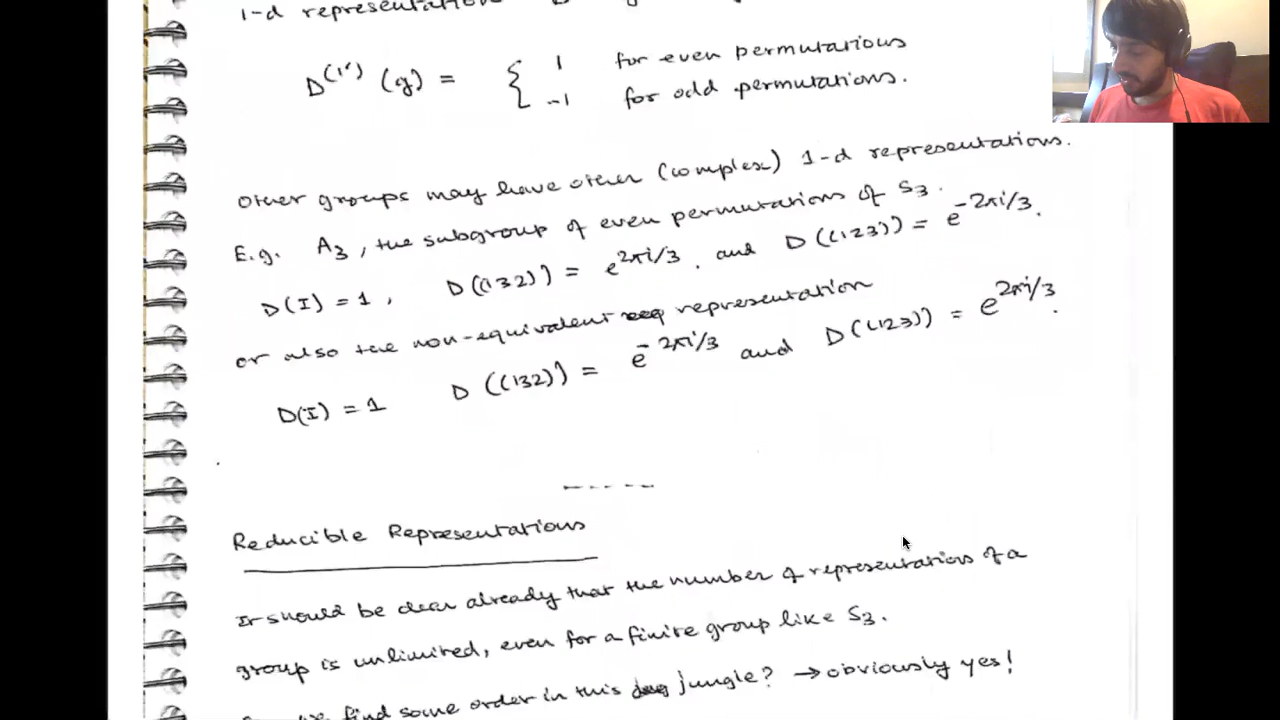 1-d representation
D^(1') (g) = { 1 for even permutations
-1 for odd permutations.
Other groups may have other (complex) 1-d representations.
E.g. A₃, the subgroup of even permutations of S₃.
D(I) = 1, D((132)) = e^{2πi/3}, and D((123)) = e^{-2πi/3}.
or also the non-equivalent representation
D(I) = 1 D((132)) = e^{-2πi/3} and D((123)) = e^{2πi/3}.
Reducible Representations
It should be clear already that the number of representations of a
group is unlimited, even for a finite group like S₃.
find some order in this jungle? → obviously yes!